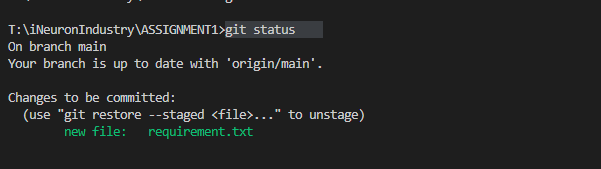 T:\iNeuronIndustry\ASSIGNMENT1>git status
On branch main
Your branch is up to date with 'origin/main'.
Changes to be committed:
  (use "git restore --staged <file>..." to unstage)
        new file:   requirement.txt